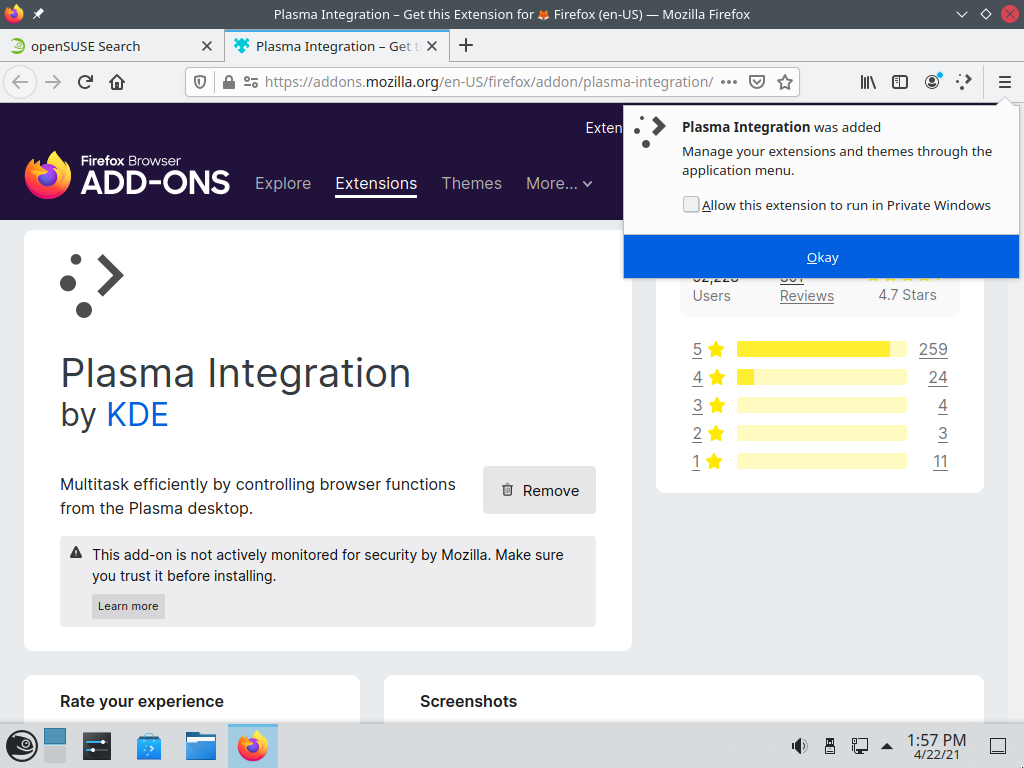 Plasma Integration – Get this Extension for 🦊 Firefox (en-US) — Mozilla Firefox
openSUSE Search
Plasma Integration – Get t
https://addons.mozilla.org/en-US/firefox/addon/plasma-integration/
Exten
Firefox Browser
ADD-ONS
Explore
Extensions
Themes
More...
Plasma Integration was added
Manage your extensions and themes through the
application menu.
Allow this extension to run in Private Windows
Okay
Users
Reviews
4.7 Stars
5 259
4 24
3 4
2 3
1 11
Plasma Integration
by KDE
Multitask efficiently by controlling browser functions
from the Plasma desktop.
Remove
This add-on is not actively monitored for security by Mozilla. Make sure
you trust it before installing.
Learn more
Rate your experience
Screenshots
1:57 PM
4/22/21